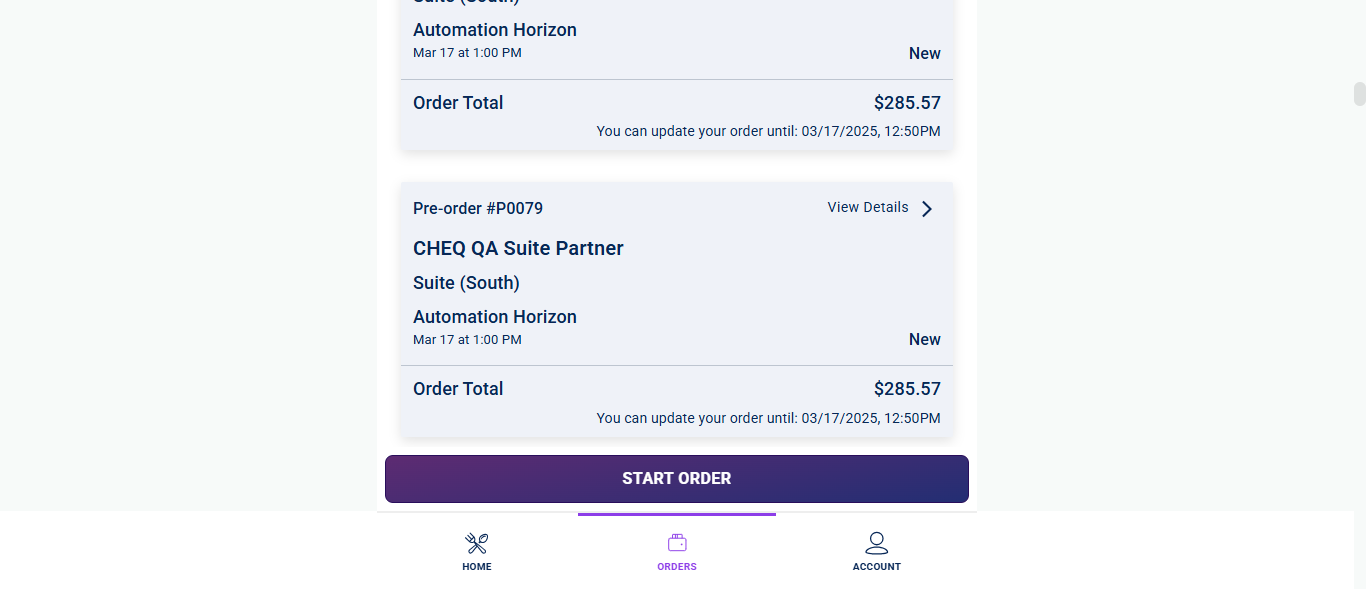 Suite (South)
Automation Horizon
Mar 17 at 1:00 PM
New
Order Total
$285.57
You can update your order until: 03/17/2025, 12:50PM
Pre-order #P0079
View Details
CHEQ QA Suite Partner
Suite (South)
Automation Horizon
Mar 17 at 1:00 PM
New
Order Total
$285.57
You can update your order until: 03/17/2025, 12:50PM
START ORDER
HOME
ORDERS
ACCOUNT